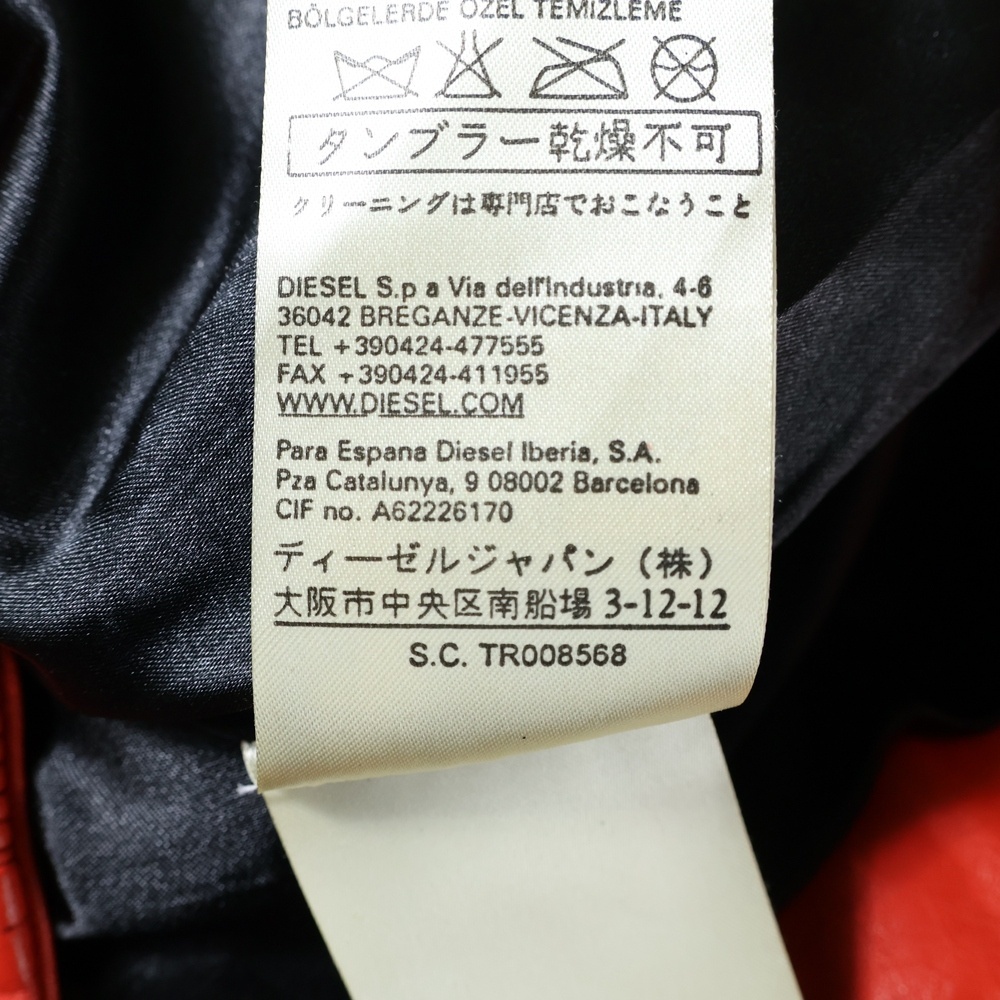 BÖLGELERDE ÖZEL TEMİZLEME
タンブラー乾燥不可
クリーニングは専門店でおこなうこと
DIESEL S.p a Via dell'Industria, 4-6
36042 BREGANZE-VICENZA-ITALY
TEL +390424-477555
FAX +390424-411955
WWW.DIESEL.COM
Para Espana Diesel Iberia, S.A.
Pza Catalunya, 9 08002 Barcelona
CIF no. A62226170
ディーゼルジャパン（株）
大阪市中央区南船場 3-12-12
S.C. TR008568